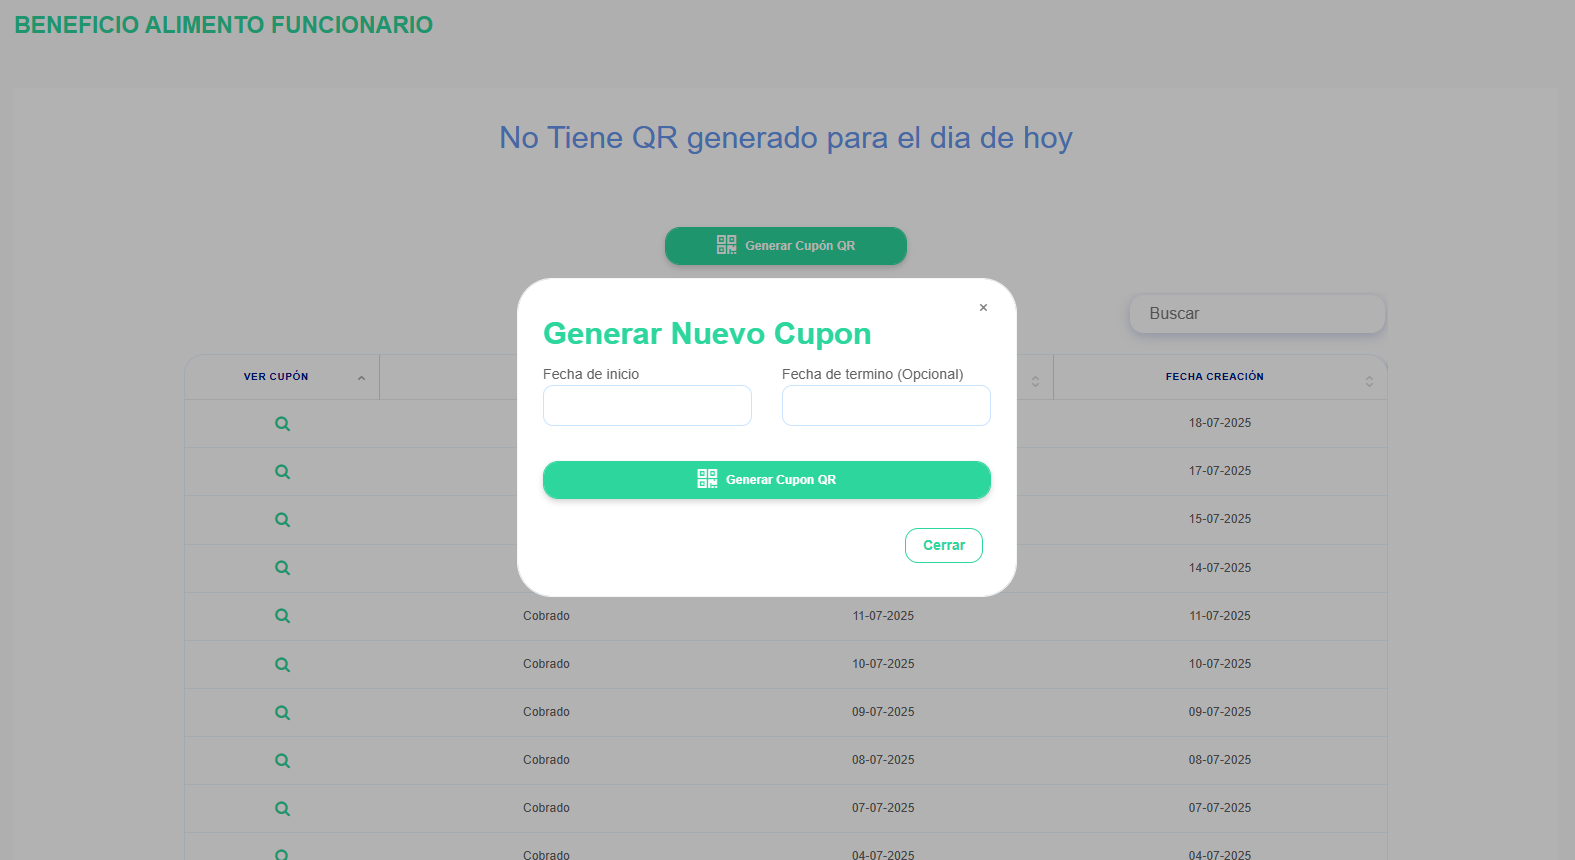 BENEFICIO ALIMENTO FUNCIONARIO
No Tiene QR generado para el dia de hoy
Generar Cupón QR
×
Generar Nuevo Cupon
Buscar
Fecha de inicio Fecha de termino (Opcional)
VER CUPÓN FECHA CREACIÓN
18-07-2025
17-07-2025
Generar Cupon QR
15-07-2025
Cerrar
14-07-2025
Cobrado 11-07-2025 11-07-2025
Cobrado 10-07-2025 10-07-2025
Cobrado 09-07-2025 09-07-2025
Cobrado 08-07-2025 08-07-2025
Cobrado 07-07-2025 07-07-2025
Cobrado 04-07-2025 04-07-2025